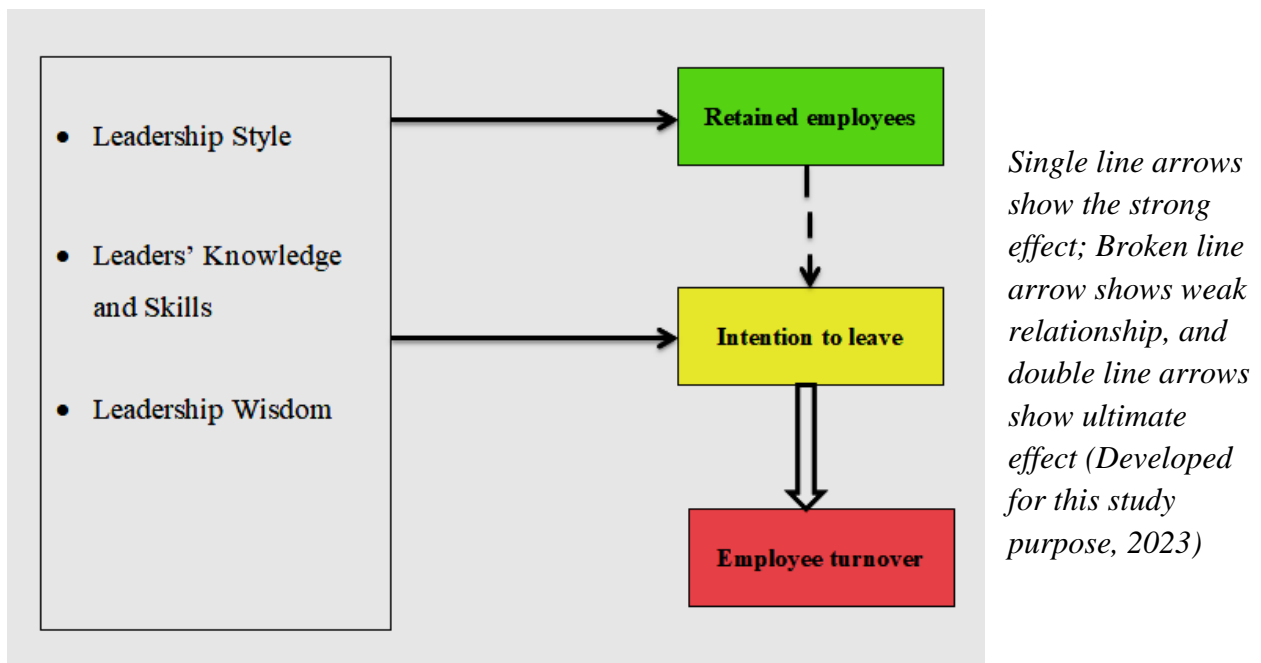 • Leadership Style
• Leaders’ Knowledge
and Skills
• Leadership Wisdom
Retained employees
Intention to leave
Employee turnover
Single line arrows
show the strong
effect; Broken line
arrow shows weak
relationship, and
double line arrows
show ultimate
effect (Developed
for this study
purpose, 2023)